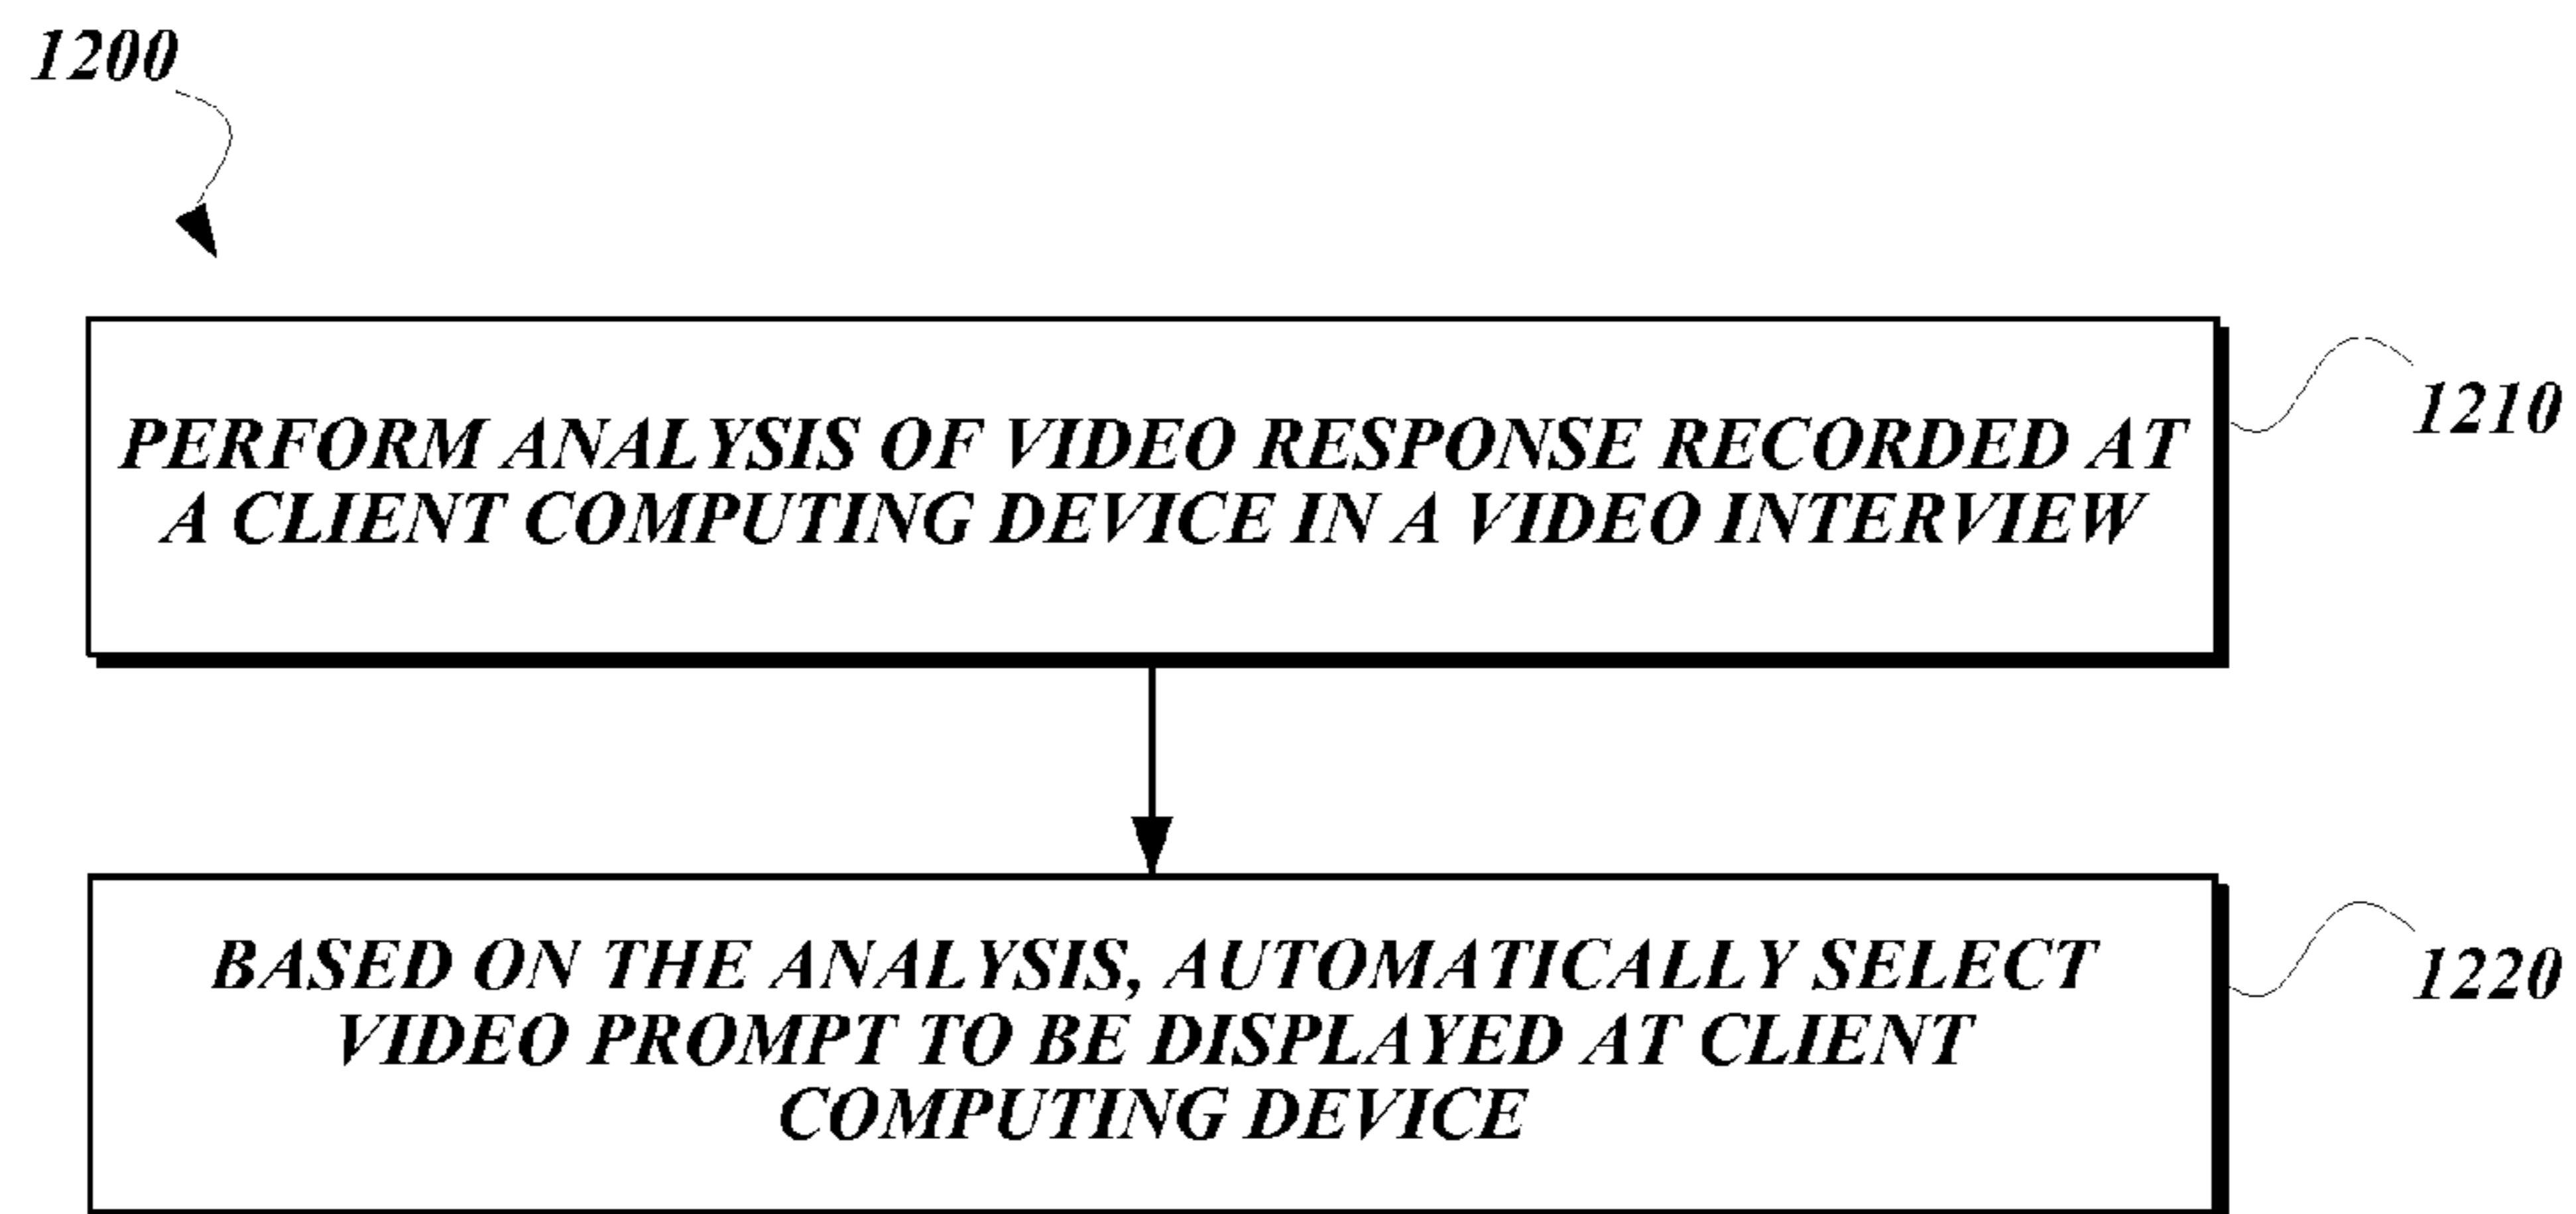 1200
PERFORM ANALYSIS OF VIDEO RESPONSE RECORDED AT
A CLIENT COMPUTING DEVICE IN A VIDEO INTERVIEW
1210
BASED ON THE ANALYSIS, AUTOMATICALLY SELECT
VIDEO PROMPT TO BE DISPLAYED AT CLIENT
COMPUTING DEVICE
1220